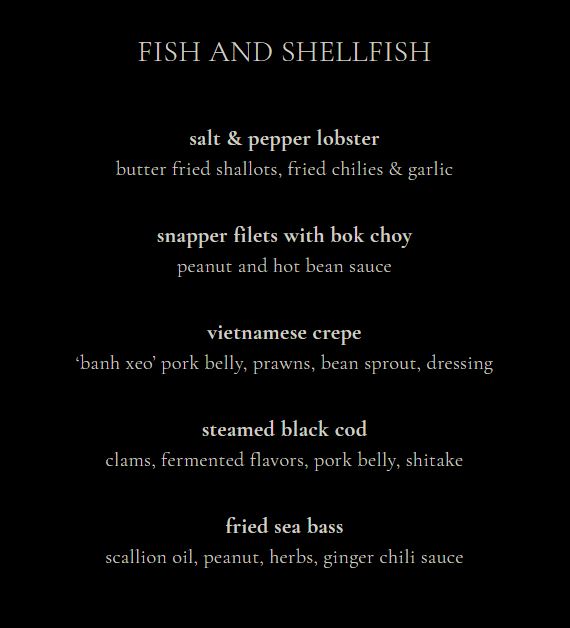 FISH AND SHELLFISH
salt & pepper lobster
butter fried shallots, fried chilies & garlic
snapper filets with bok choy
peanut and hot bean sauce
vietnamese crepe
‘banh xeo’ pork belly, prawns, bean sprout, dressing
steamed black cod
clams, fermented flavors, pork belly, shitake
fried sea bass
scallion oil, peanut, herbs, ginger chili sauce